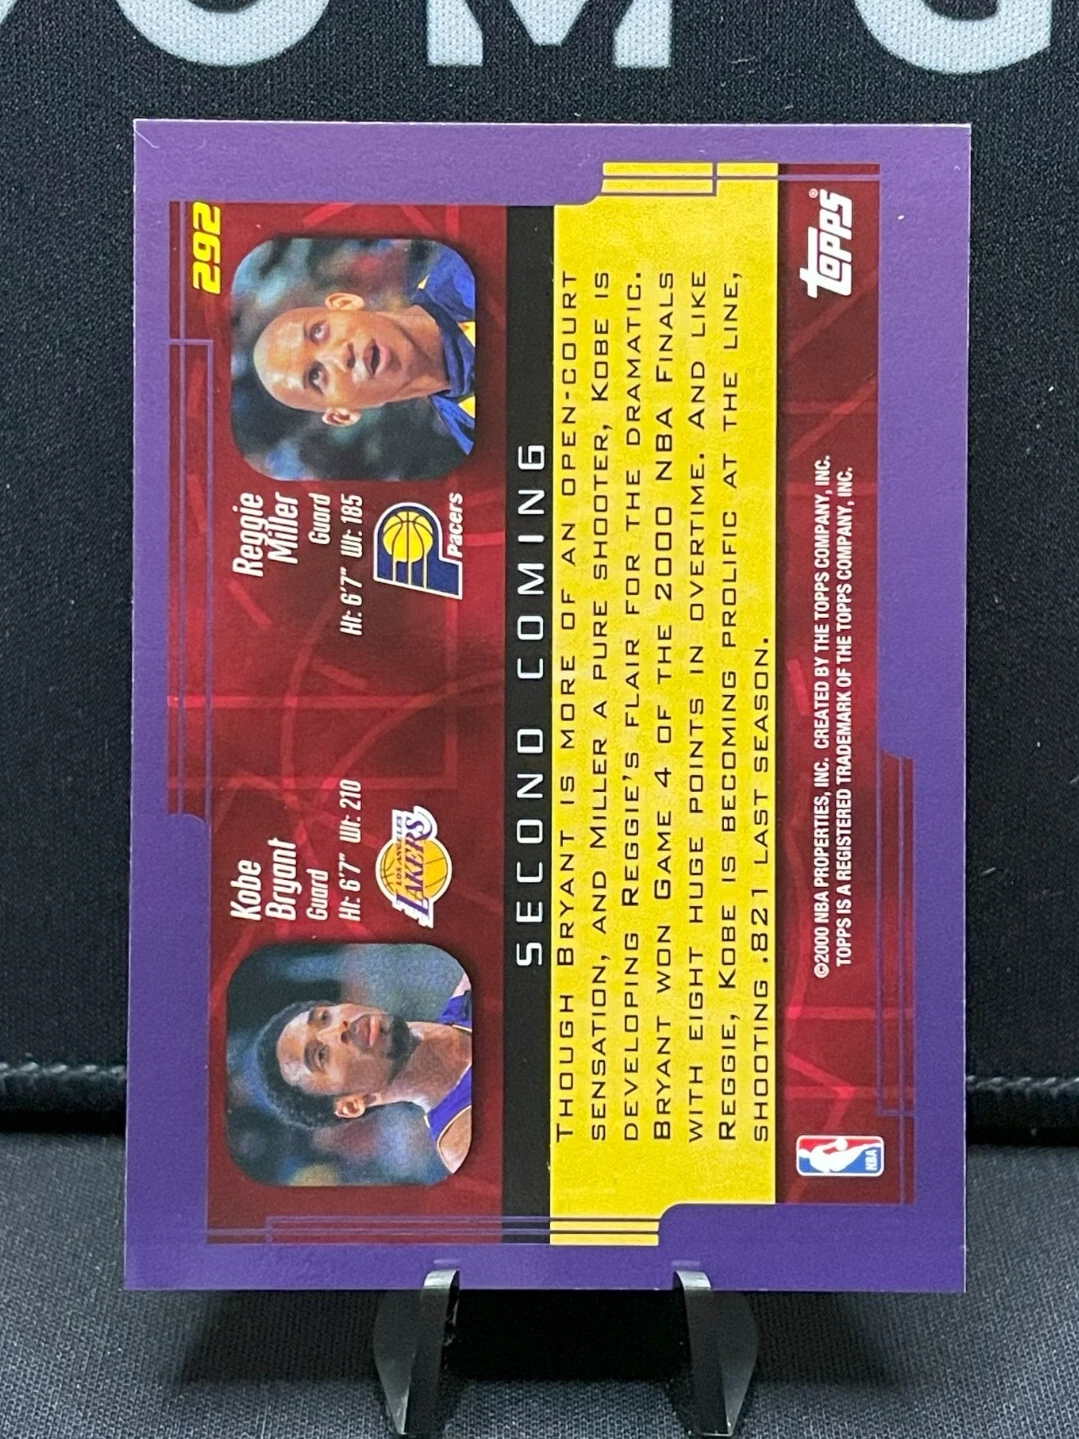 292
Kobe
Bryant
Guard
Ht: 6'7" Wt: 210
LOS ANGELES
LAKERS
Reggie
Miller
Guard
Ht: 6'7" Wt: 185
Pacers
SECOND COMING
THOUGH BRYANT IS MORE OF AN OPEN-COURT
SENSATION, AND MILLER A PURE SHOOTER, KOBE IS
DEVELOPING REGGIE'S FLAIR FOR THE DRAMATIC.
BRYANT WON GAME 4 OF THE 2000 NBA FINALS
WITH EIGHT HUGE POINTS IN OVERTIME. AND LIKE
REGGIE, KOBE IS BECOMING PROLIFIC AT THE LINE,
SHOOTING .821 LAST SEASON.
NBA
©2000 NBA PROPERTIES, INC. CREATED BY THE TOPPS COMPANY, INC.
TOPPS IS A REGISTERED TRADEMARK OF THE TOPPS COMPANY, INC.
Topps®